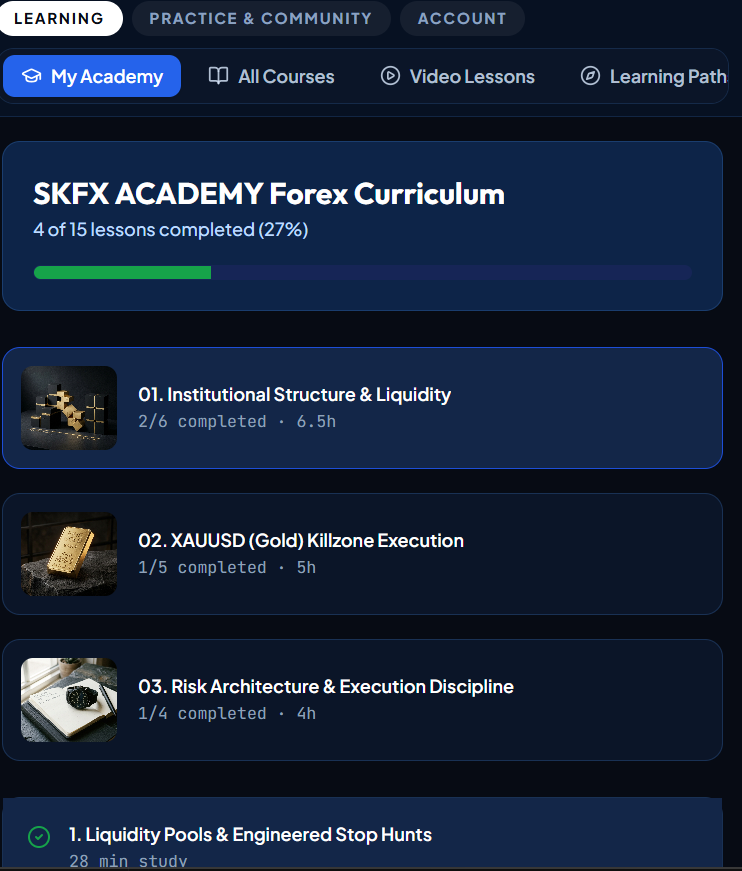 LEARNING
PRACTICE & COMMUNITY
ACCOUNT
My Academy
All Courses
Video Lessons
Learning Path
SKFX ACADEMY Forex Curriculum
4 of 15 lessons completed (27%)
01. Institutional Structure & Liquidity
2/6 completed · 6.5h
02. XAUUSD (Gold) Killzone Execution
1/5 completed · 5h
03. Risk Architecture & Execution Discipline
1/4 completed · 4h
1. Liquidity Pools & Engineered Stop Hunts
28 min study